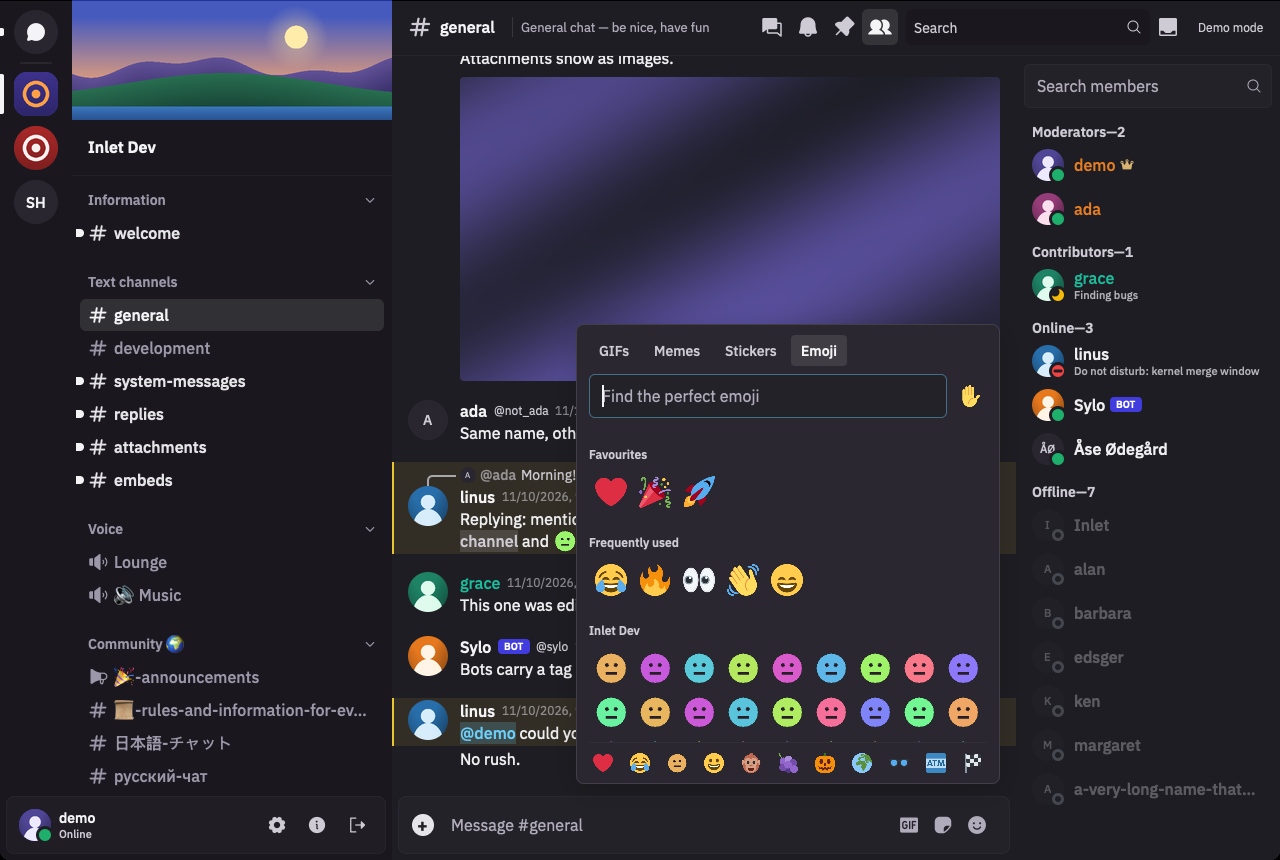 SH
Inlet Dev
Information
welcome
Text channels
general
development
system-messages
replies
attachments
embeds
Voice
Lounge
🔊 Music
Community 🌍
🎉-announcements
📜-rules-and-information-for-ev...
日本語-チャット
русский-чат
demo
Online
# general
General chat — be nice, have fun
Search
Demo mode
Attachments show as images.
A
ada @not_ada 11/
Same name, oth
A @ada Morning!
linus 11/10/2026,
Replying: mentic
channel and
grace 11/10/2026,
This one was edi
Sylo BOT @sylo
Bots carry a tag
linus 11/10/2026,
@demo could yo
No rush.
GIFs
Memes
Stickers
Emoji
Find the perfect emoji
Favourites
Frequently used
Inlet Dev
ATM
Message #general
GIF
Search members
Moderators—2
demo
ada
Contributors—1
grace
Finding bugs
Online—3
linus
Do not disturb: kernel merge window
Sylo BOT
ÅØ
Åse Ødegård
Offline—7
I
Inlet
A
alan
B
barbara
E
edsger
K
ken
M
margaret
A
a-very-long-name-that...